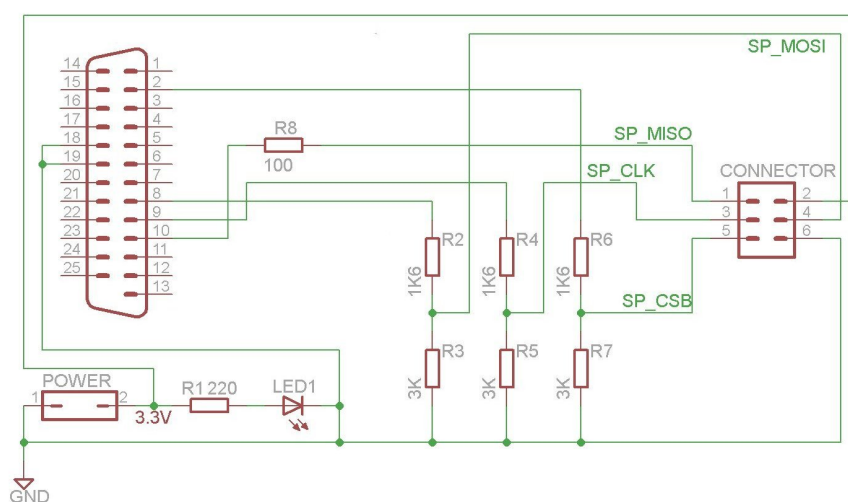 SP_MOSI
14
1
15
2
16
3
17
4
18
5
19
6
20
7
21
8
22
9
23
10
24
11
25
12
13
R8
100
SP_MISO
SP_CLK
CONNECTOR
1
2
3
4
5
6
R2
1K6
R4
1K6
R6
1K6
SP_CSB
R3
3K
R5
3K
R7
3K
POWER
1
2
3.3V
R1 220
LED1
GND